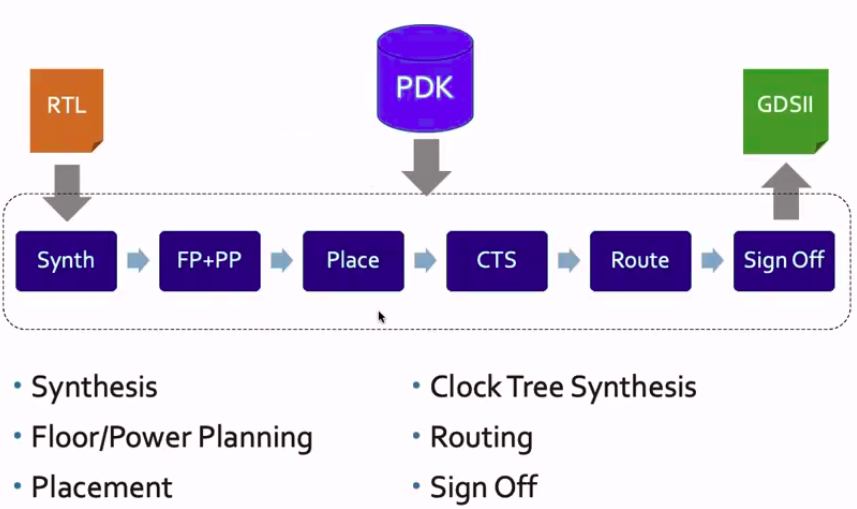 RTL
PDK
GDSII
Synth
FP+PP
Place
CTS
Route
Sign Off
• Synthesis
• Floor/Power Planning
• Placement
• Clock Tree Synthesis
• Routing
• Sign Off